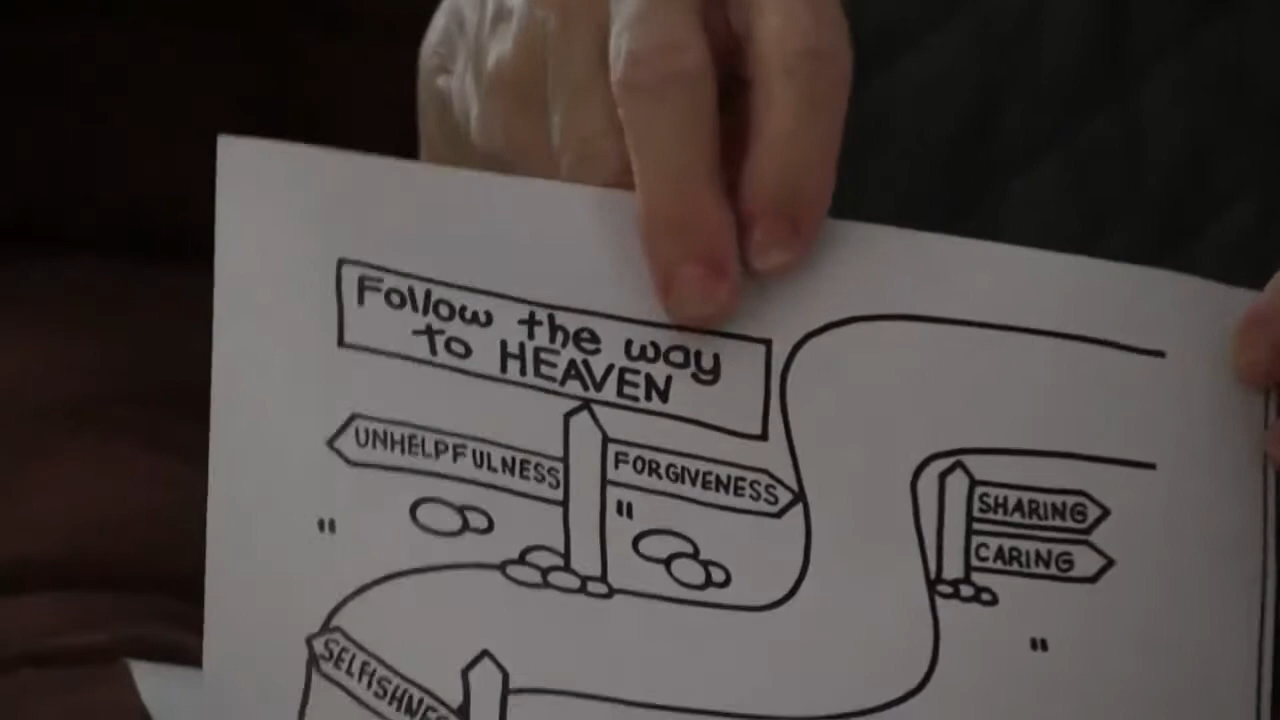 Follow the way
to HEAVEN
UNHELPFULNESS
FORGIVENESS
SHARING
CARING